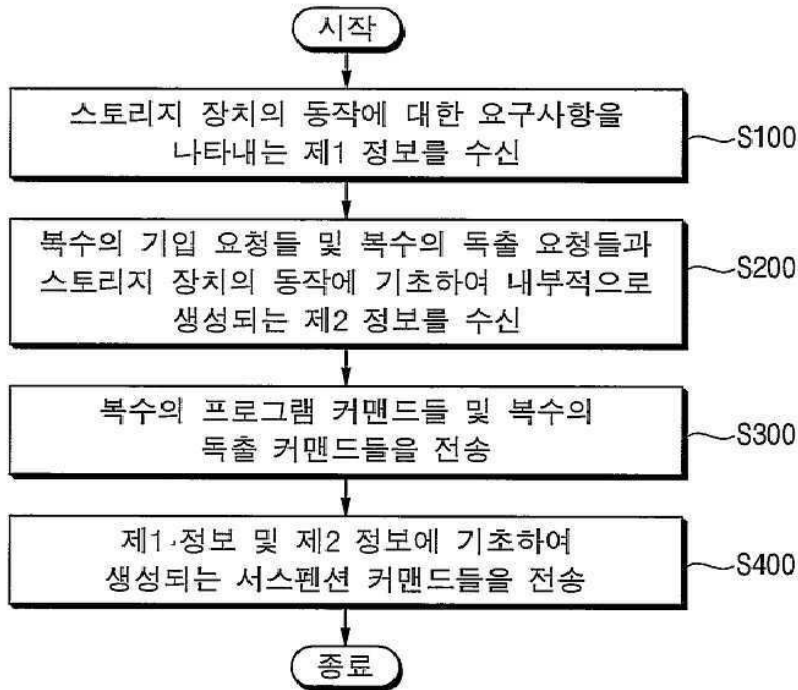 시작
스토리지 장치의 동작에 대한 요구사항을
나타내는 제1 정보를 수신
S100
복수의 기입 요청들 및 복수의 독출 요청들과
스토리지 장치의 동작에 기초하여 내부적으로
생성되는 제2 정보를 수신
S200
복수의 프로그램 커맨드들 및 복수의
독출 커맨드들을 전송
S300
제1 정보 및 제2 정보에 기초하여
생성되는 서스펜션 커맨드들을 전송
S400
종료